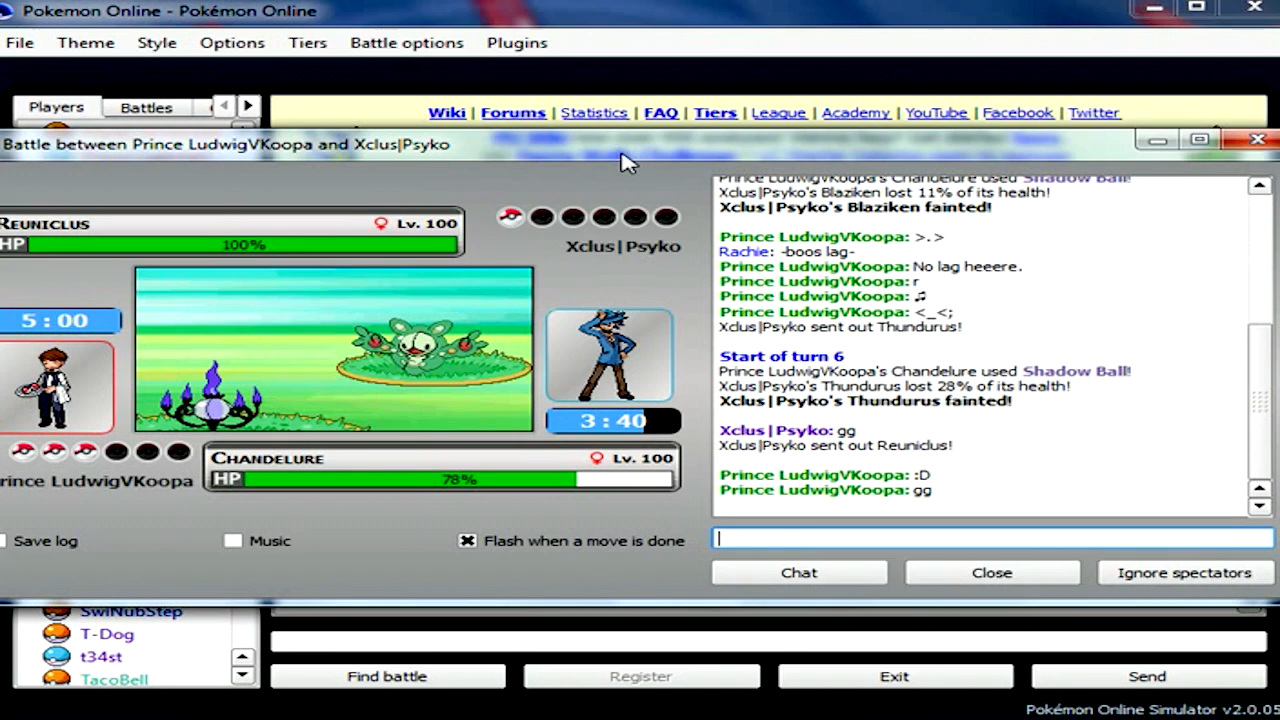 Pokemon Online - Pokémon Online
File Theme Style Options Tiers Battle options Plugins
Players Battles
Wiki | Forums | Statistics | FAQ | Tiers | League | Academy | YouTube | Facebook | Twitter
Battle between Prince LudwigVKoopa and Xclus|Psyko
Prince LudwigVKoopa's Chandelure used Shadow Ball!
Xclus|Psyko's Blaziken lost 11% of its health!
Xclus|Psyko's Blaziken fainted!
REUNICLUS ♀ Lv. 100
HP 100%
Xclus|Psyko
Prince LudwigVKoopa: >.>
Rachie: -boos lag-
Prince LudwigVKoopa: No lag heeere.
Prince LudwigVKoopa: r
Prince LudwigVKoopa: ♫
Prince LudwigVKoopa: <_<;
Xclus|Psyko sent out Thundurus!
5:00
Start of turn 6
Prince LudwigVKoopa's Chandelure used Shadow Ball!
Xclus|Psyko's Thundurus lost 28% of its health!
Xclus|Psyko's Thundurus fainted!
3:40
Xclus|Psyko: gg
Xclus|Psyko sent out Reuniclus!
CHANDELURE ♀ Lv. 100
HP 78%
rince LudwigVKoopa
Prince LudwigVKoopa: :D
Prince LudwigVKoopa: gg
Save log Music Flash when a move is done
Chat Close Ignore spectators
SwiNubStep
T-Dog
t34st
TacoBell
Find battle Register Exit Send
Pokémon Online Simulator v2.0.05